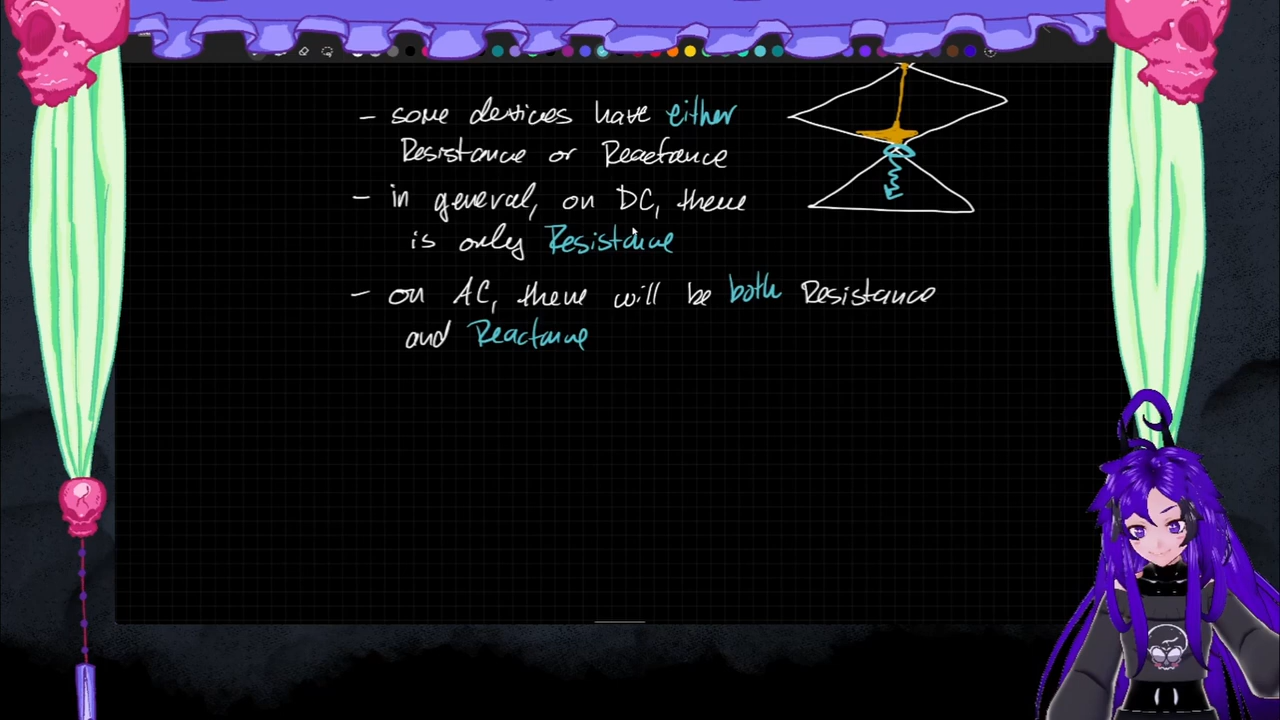 - some devices have either
Resistance or Reactance
- in general, on DC, there
is only Resistance
- on AC, there will be both Resistance
and Reactance